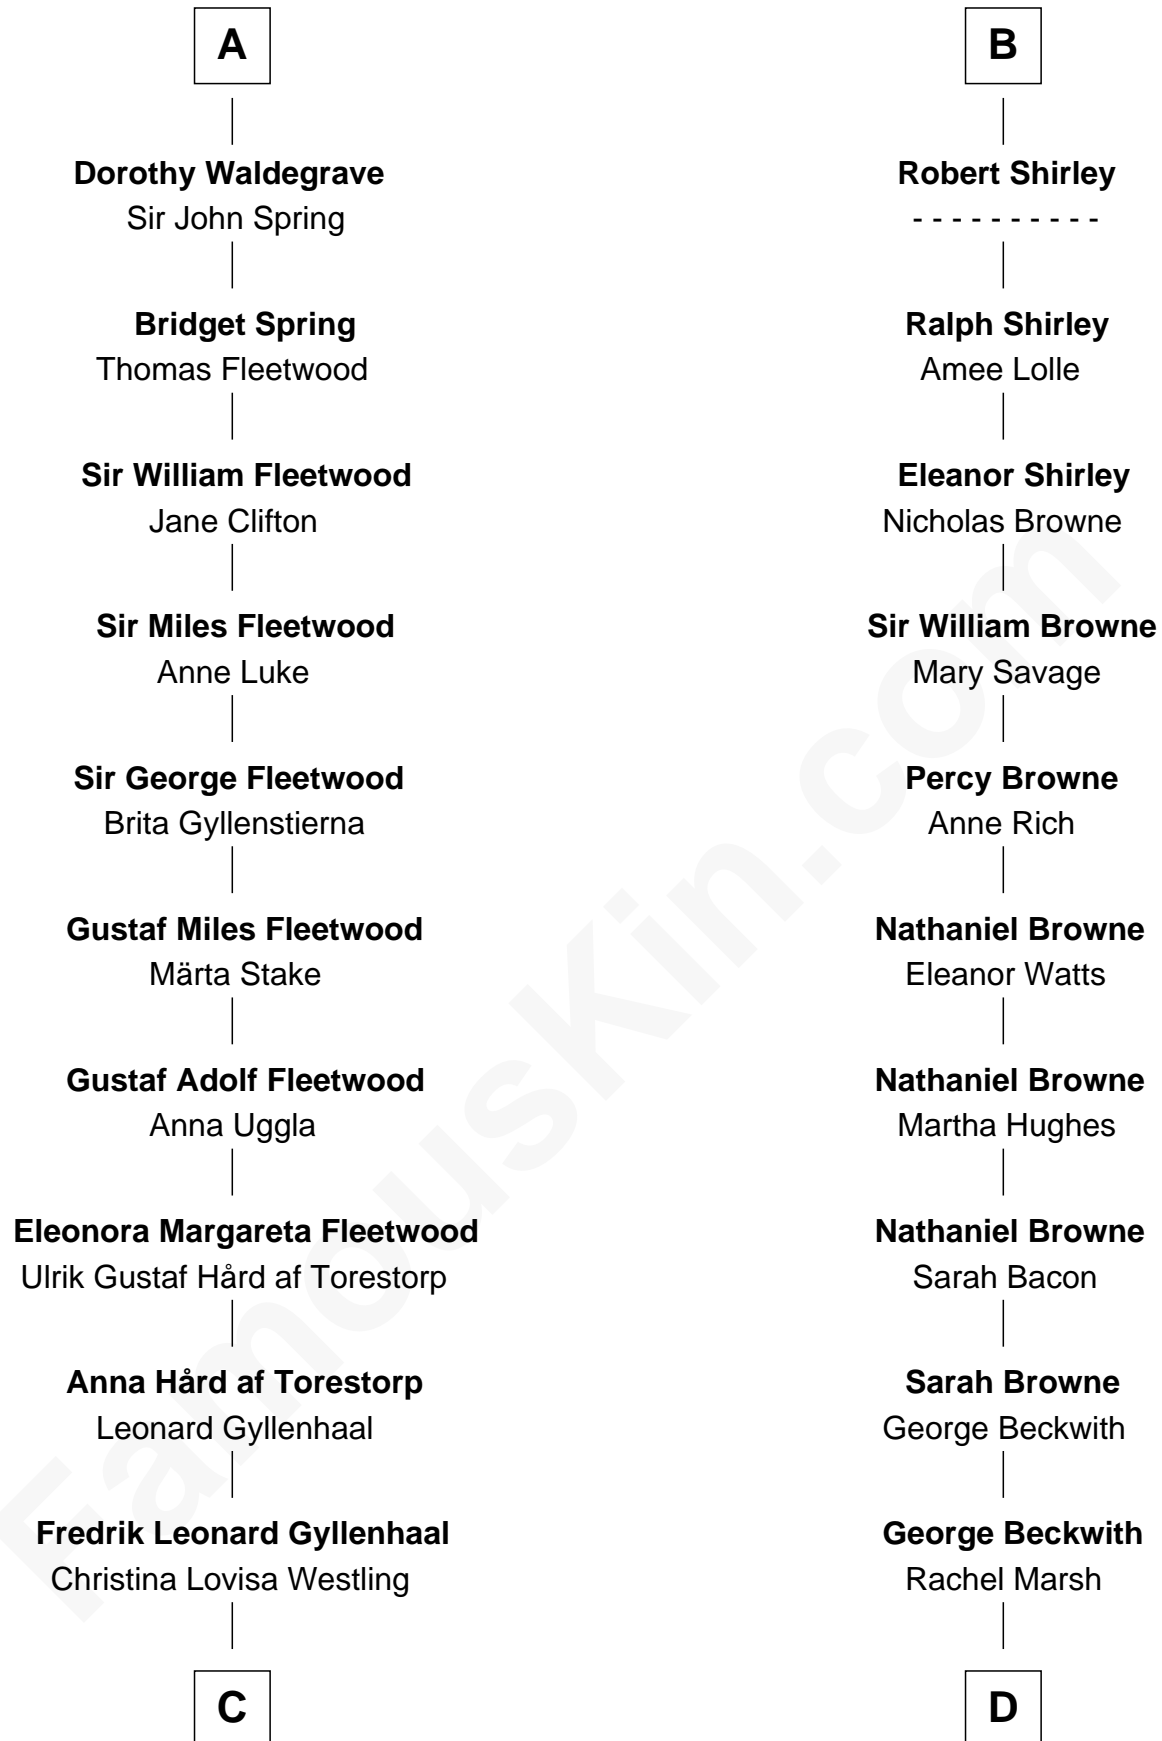 A
Dorothy Waldegrave
Sir John Spring
Bridget Spring
Thomas Fleetwood
Sir William Fleetwood
Jane Clifton
Sir Miles Fleetwood
Anne Luke
Sir George Fleetwood
Brita Gyllenstierna
Gustaf Miles Fleetwood
Märta Stake
Gustaf Adolf Fleetwood
Anna Uggla
Eleonora Margareta Fleetwood
Ulrik Gustaf Hård af Torestorp
Anna Hård af Torestorp
Leonard Gyllenhaal
Fredrik Leonard Gyllenhaal
Christina Lovisa Westling
C
B
Robert Shirley
- - - - - - - - - -
Ralph Shirley
Amee Lolle
Eleanor Shirley
Nicholas Browne
Sir William Browne
Mary Savage
Percy Browne
Anne Rich
Nathaniel Browne
Eleanor Watts
Nathaniel Browne
Martha Hughes
Nathaniel Browne
Sarah Bacon
Sarah Browne
George Beckwith
George Beckwith
Rachel Marsh
D
FamousKin.com